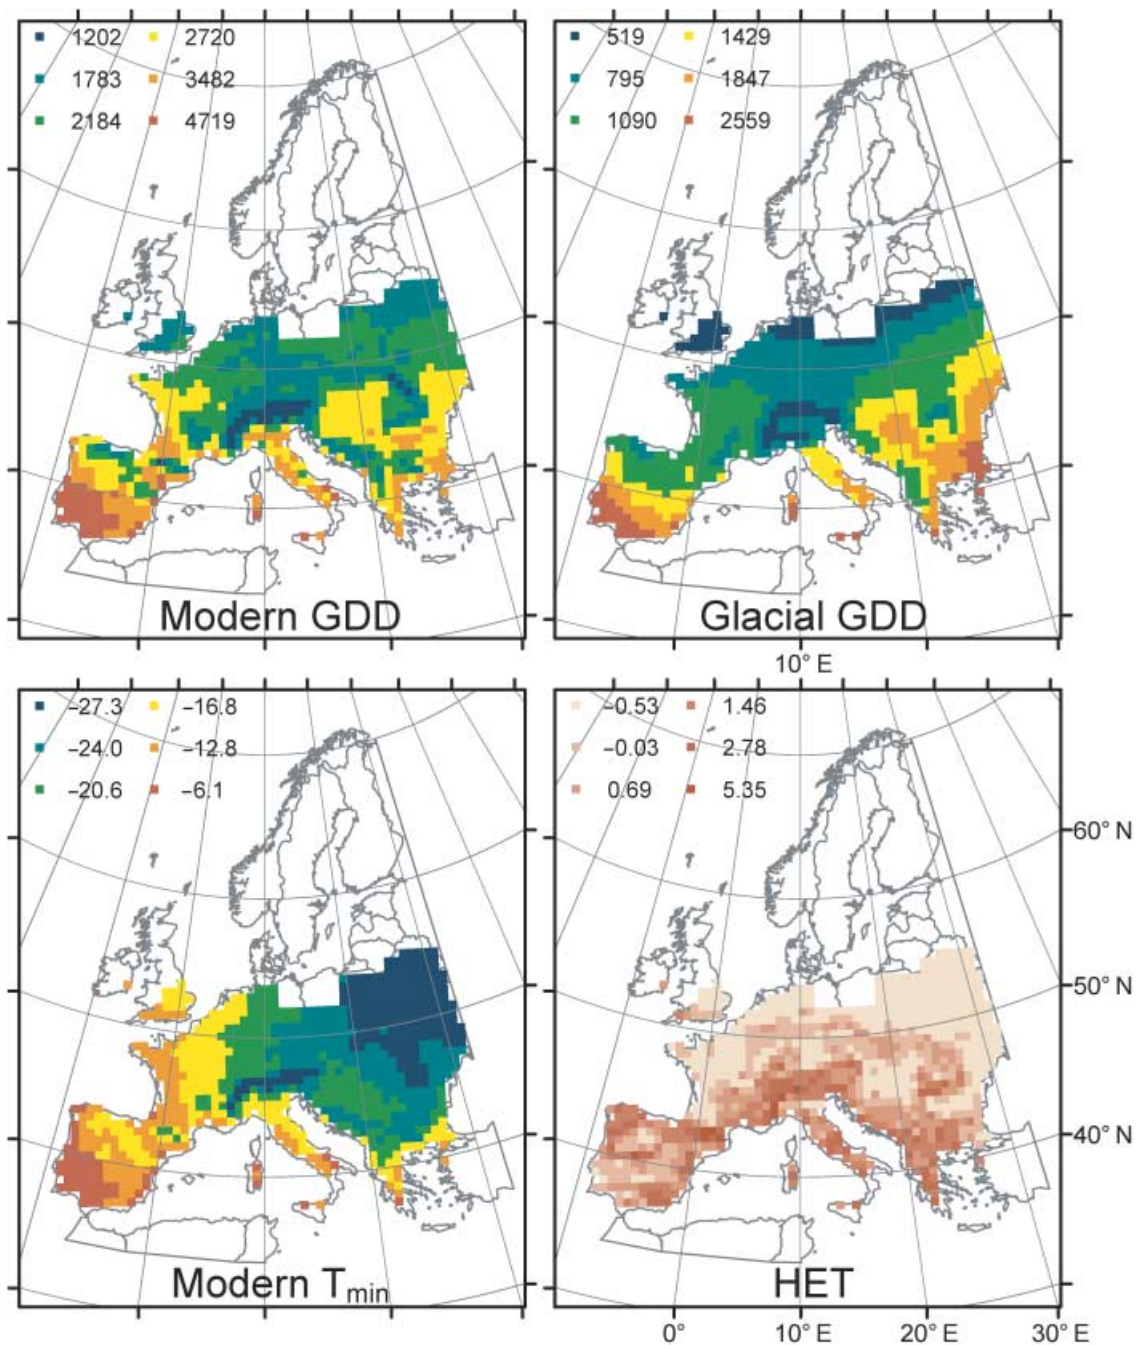 1202 2720
1783 3482
2184 4719
Modern GDD
519 1429
795 1847
1090 2559
Glacial GDD
10° E
−27.3 −16.8
−24.0 −12.8
−20.6 −6.1
Modern Tmin
−0.53 1.46
−0.03 2.78
0.69 5.35
HET
60° N
50° N
40° N
0° 10° E 20° E 30° E